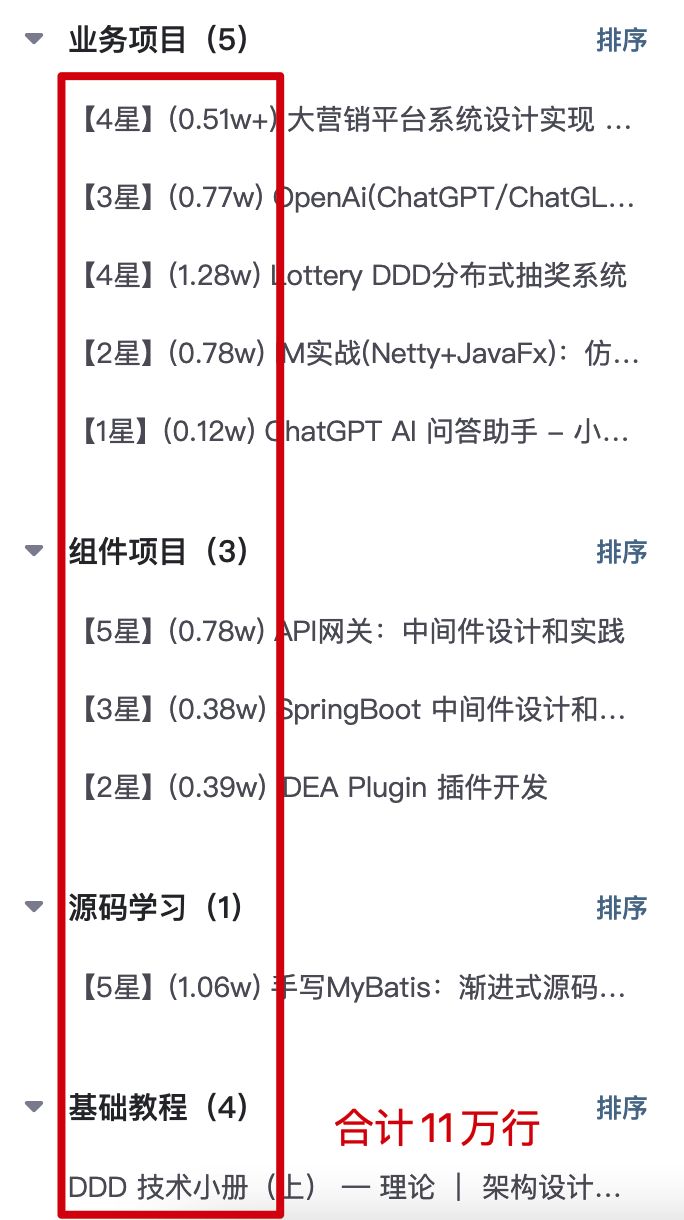 业务项目（5） 排序
【4星】(0.51w+) 大营销平台系统设计实现 …
【3星】(0.77w) OpenAi(ChatGPT/ChatGL…
【4星】(1.28w) Lottery DDD分布式抽奖系统
【2星】(0.78w) IM实战(Netty+JavaFx)：仿…
【1星】(0.12w) ChatGPT AI 问答助手 – 小…
组件项目（3） 排序
【5星】(0.78w) API网关：中间件设计和实践
【3星】(0.38w) SpringBoot 中间件设计和…
【2星】(0.39w) IDEA Plugin 插件开发
源码学习（1） 排序
【5星】(1.06w) 手写MyBatis：渐进式源码…
基础教程（4） 排序
合计11万行
DDD 技术小册（上） — 理论 ｜ 架构设计…